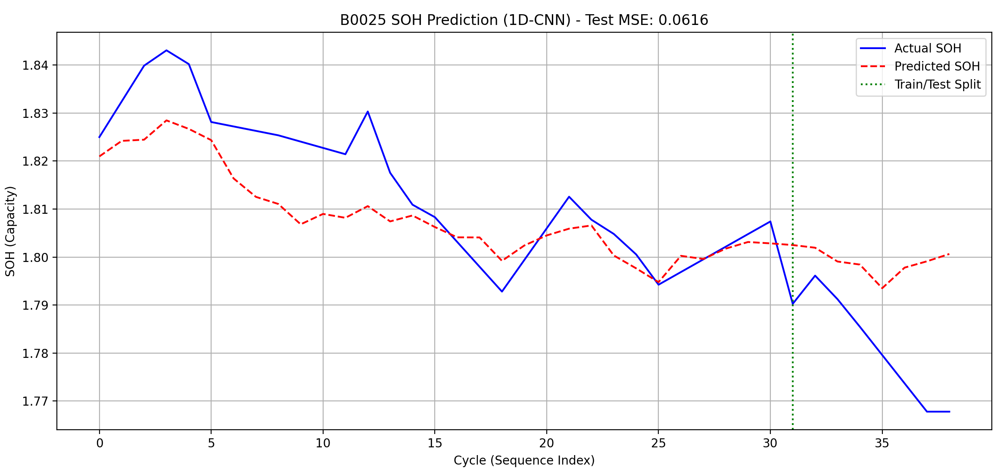 B0025 SOH Prediction (1D-CNN) - Test MSE: 0.0616
Actual SOH
Predicted SOH
Train/Test Split
SOH (Capacity)
1.84
1.83
1.82
1.81
1.80
1.79
1.78
1.77
0 5 10 15 20 25 30 35
Cycle (Sequence Index)